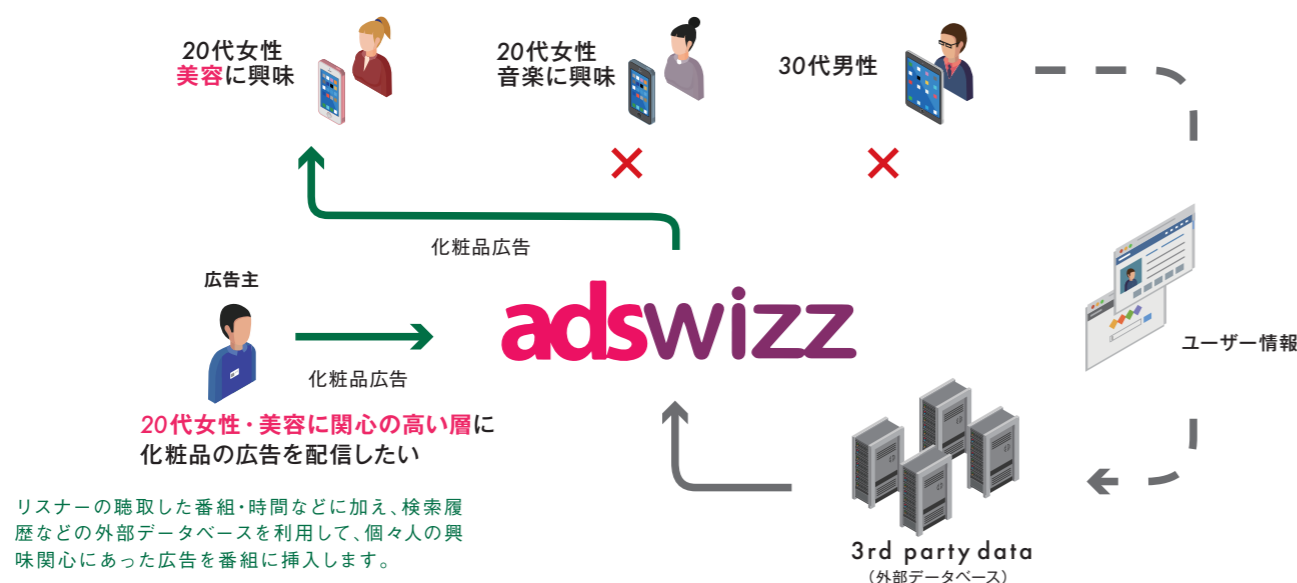 20代女性
美容に興味
20代女性
音楽に興味
30代男性
化粧品広告
広告主
adswizz
化粧品広告
ユーザー情報
20代女性・美容に関心の高い層に
化粧品の広告を配信したい
リスナーの聴取した番組・時間などに加え、検索履
歴などの外部データベースを利用して、個々人の興
味関心にあった広告を番組に挿入します。
3rd party data
（外部データベース）